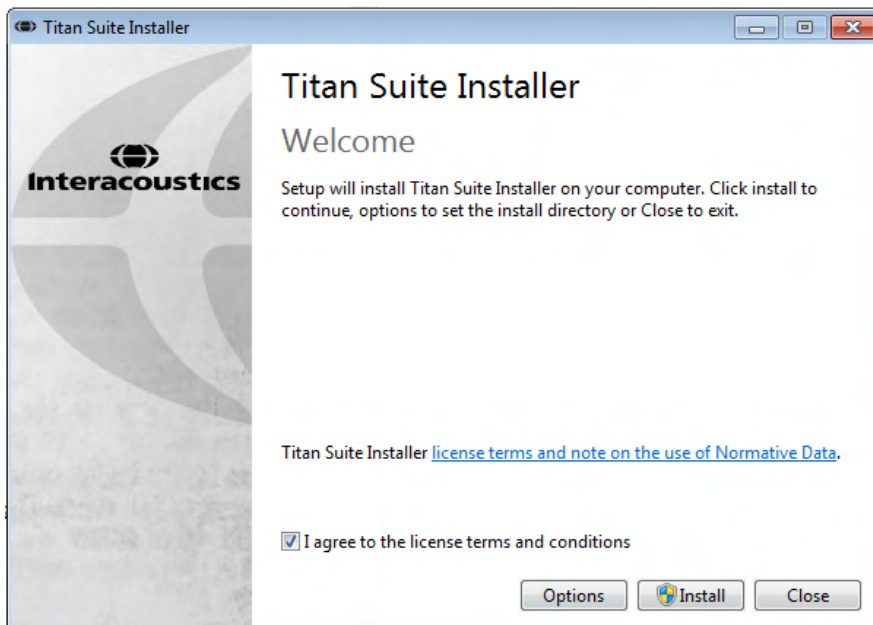 Titan Suite Installer
Interacoustics
Titan Suite Installer
Welcome
Setup will install Titan Suite Installer on your computer. Click install to
continue, options to set the install directory or Close to exit.
Titan Suite Installer license terms and note on the use of Normative Data.
I agree to the license terms and conditions
Options
Install
Close